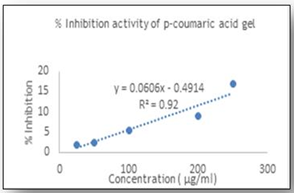 % Inhibition activity of p-coumaric acid gel
20
15
10
5
0
% Inhibition
y = 0.0606x - 0.4914
R² = 0.92
0
100
200
300
Concentration ( µg/ml)